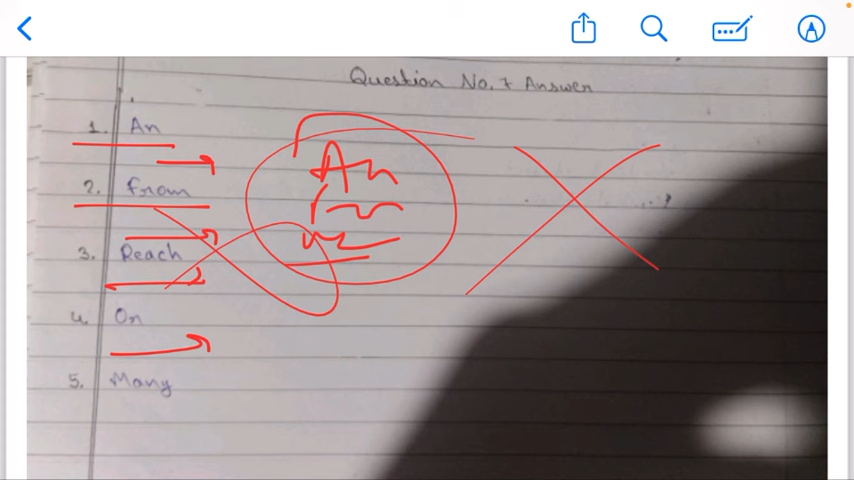 Question No. 7 Answer
1. An
An
2. from
3. Reach
4. On
5. Many